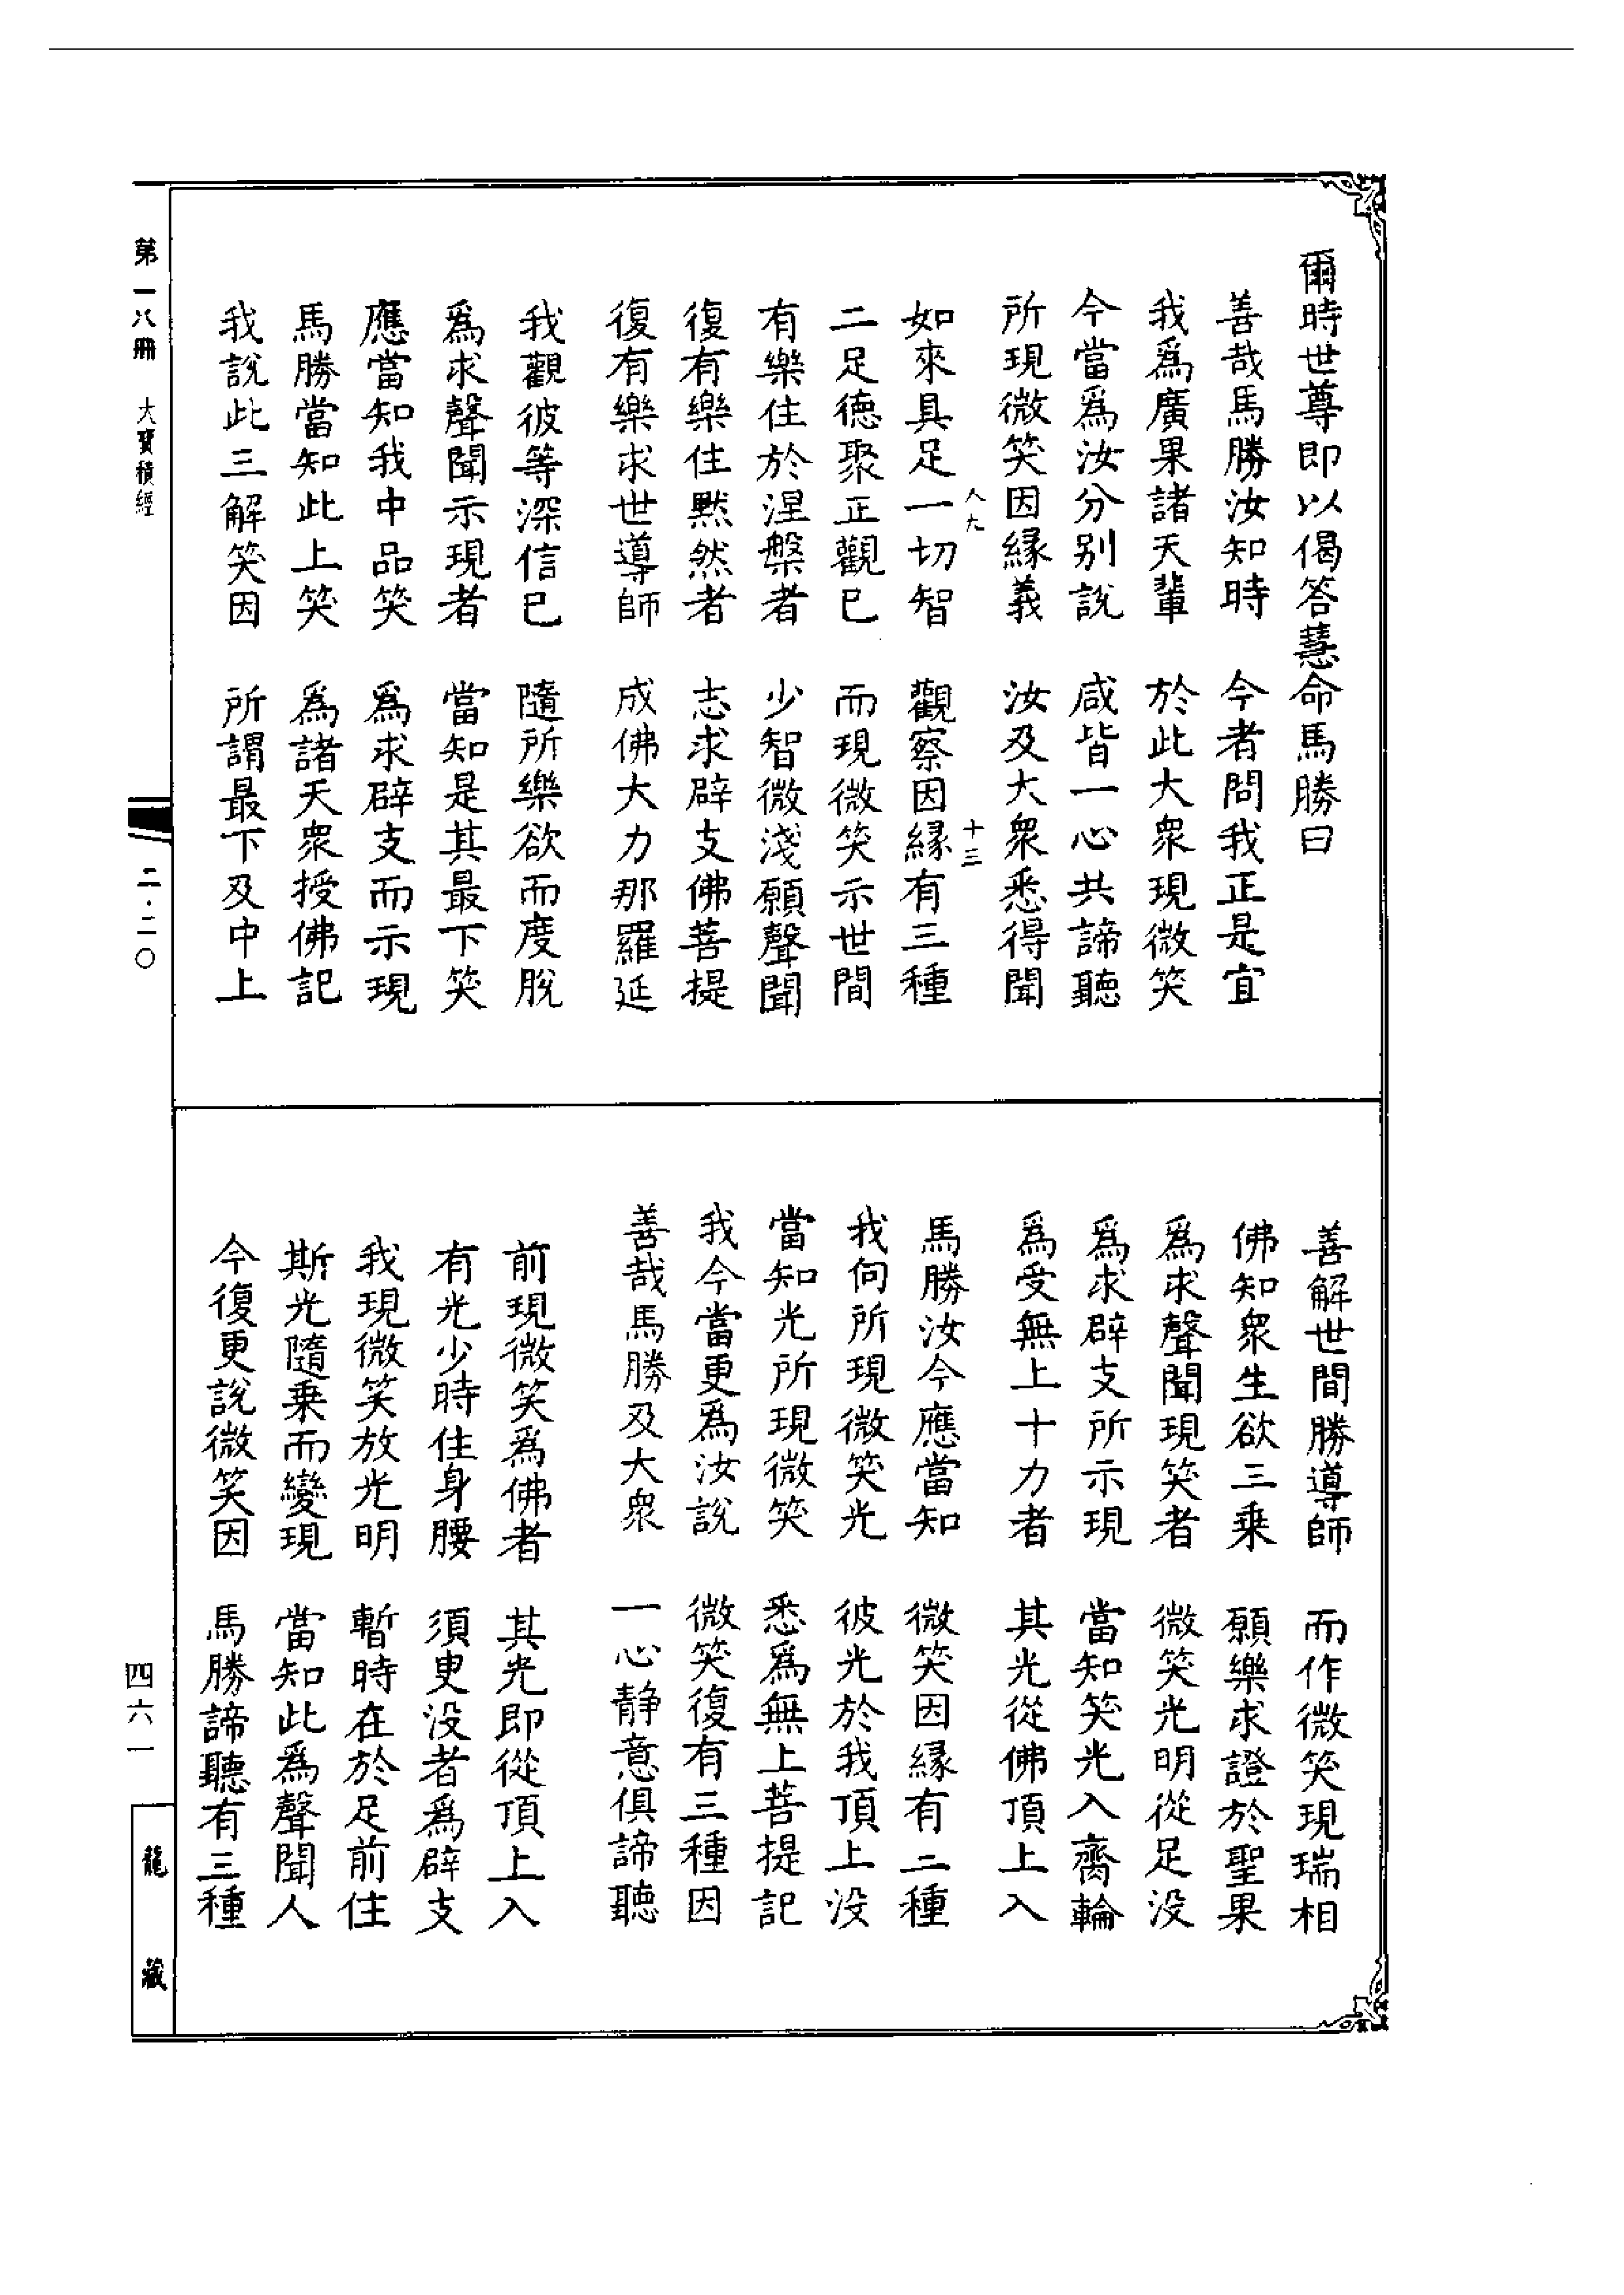 爾時世尊即以偈答慧命馬勝曰
善哉馬勝汝知時　今者問我正是宜
我爲廣果諸天輩　於此大衆現微笑
今當爲汝分别說　咸皆一心共諦聽
所現微笑因緣義　汝及大衆悉得聞
八九　十三
如來具足一切智　觀察因緣有三種
二足德聚正觀已　而現微笑示世間
有樂住於涅槃者　少智微淺願聲聞
復有樂住默然者　志求辟支佛菩提
復有樂求世導師　成佛大力那羅延
我觀彼等深信已　隨所樂欲而度脫
爲求聲聞示現者　當知是其最下笑
應當知我中品笑　爲求辟支而示現
馬勝當知此上笑　爲諸天衆授佛記
我說此三解笑因　所謂最下及中上
善解世間勝導師　而作微笑現瑞相
佛知衆生欲三乘　願樂求證於聖果
爲求聲聞現笑者　微笑光明從足没
爲求辟支所示現　當知笑光入齊輪
爲受無上十力者　其光從佛頂上入
馬勝汝今應當知　微笑因緣有二種
我向所現微笑光　彼光於我頂上没
當知光所現微笑　悉爲無上菩提記
我今當更爲汝說　微笑復有三種因
善哉馬勝及大衆　一心静意俱諦聽
前現微笑爲佛者　其光即從頂上入
有光少時住身腰　須臾没者爲辟支
我現微笑放光明　暫時在於足前住
斯光隨乘而變現　當知此爲聲聞人
今復更說微笑因　馬勝諦聽有三種
第一八冊　大寶積經
二·二〇
四六一
龍藏